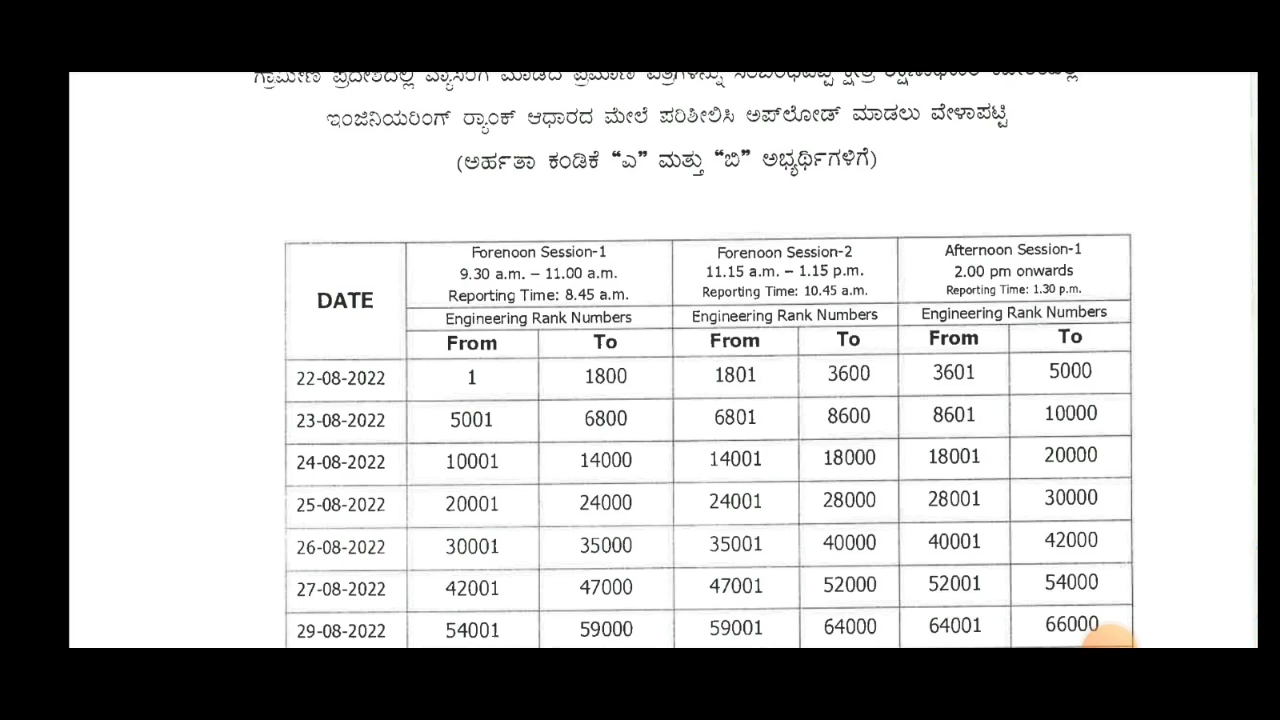 ಇಂಜಿನಿಯರಿಂಗ್ ರ‍್ಯಾಂಕ್ ಆಧಾರದ ಮೇಲೆ ಪರಿಶೀಲಿಸಿ ಅಪ್‌ಲೋಡ್ ಮಾಡಲು ವೇಳಾಪಟ್ಟಿ
(ಅರ್ಹತಾ ಕಂಡಿಕೆ “ಎ” ಮತ್ತು “ಬಿ” ಅಭ್ಯರ್ಥಿಗಳಿಗೆ)
DATE
Forenoon Session-1
9.30 a.m. – 11.00 a.m.
Reporting Time: 8.45 a.m.
Forenoon Session-2
11.15 a.m. – 1.15 p.m.
Reporting Time: 10.45 a.m.
Afternoon Session-1
2.00 pm onwards
Reporting Time: 1.30 p.m.
Engineering Rank Numbers Engineering Rank Numbers Engineering Rank Numbers
From To From To From To
22-08-2022 1 1800 1801 3600 3601 5000
23-08-2022 5001 6800 6801 8600 8601 10000
24-08-2022 10001 14000 14001 18000 18001 20000
25-08-2022 20001 24000 24001 28000 28001 30000
26-08-2022 30001 35000 35001 40000 40001 42000
27-08-2022 42001 47000 47001 52000 52001 54000
29-08-2022 54001 59000 59001 64000 64001 66000